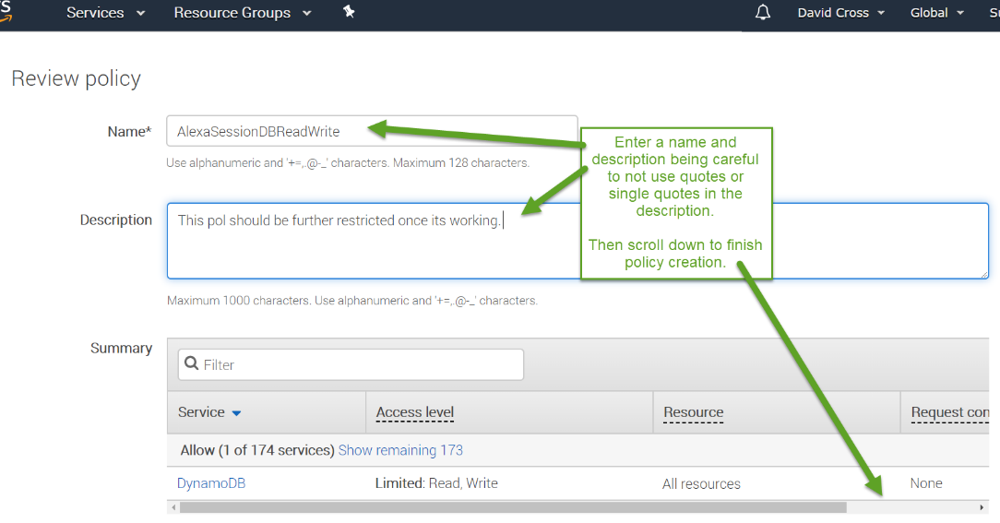 Services Resource Groups David Cross Global
Review policy
Name* AlexaSessionDBReadWrite
Use alphanumeric and '+=,.@-_' characters. Maximum 128 characters.
Enter a name and
description being careful
to not use quotes or
single quotes in the
description.
Then scroll down to finish
policy creation.
Description This pol should be further restricted once its working.
Maximum 1000 characters. Use alphanumeric and '+=,.@-_' characters.
Summary
Filter
Service Access level Resource Request con
Allow (1 of 174 services) Show remaining 173
DynamoDB Limited: Read, Write All resources None